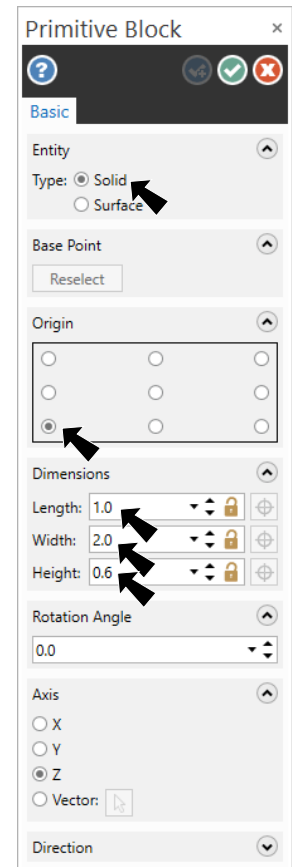 Primitive Block ×
?
Basic
Entity
Type: Solid
Surface
Base Point
Reselect
Origin
Dimensions
Length: 1.0
Width: 2.0
Height: 0.6
Rotation Angle
0.0
Axis
X
Y
Z
Vector:
Direction